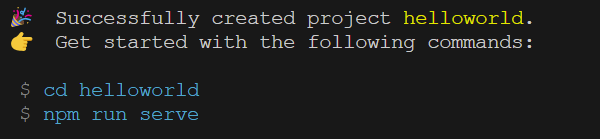 🎉 Successfully created project helloworld.
👉 Get started with the following commands:
$ cd helloworld
$ npm run serve